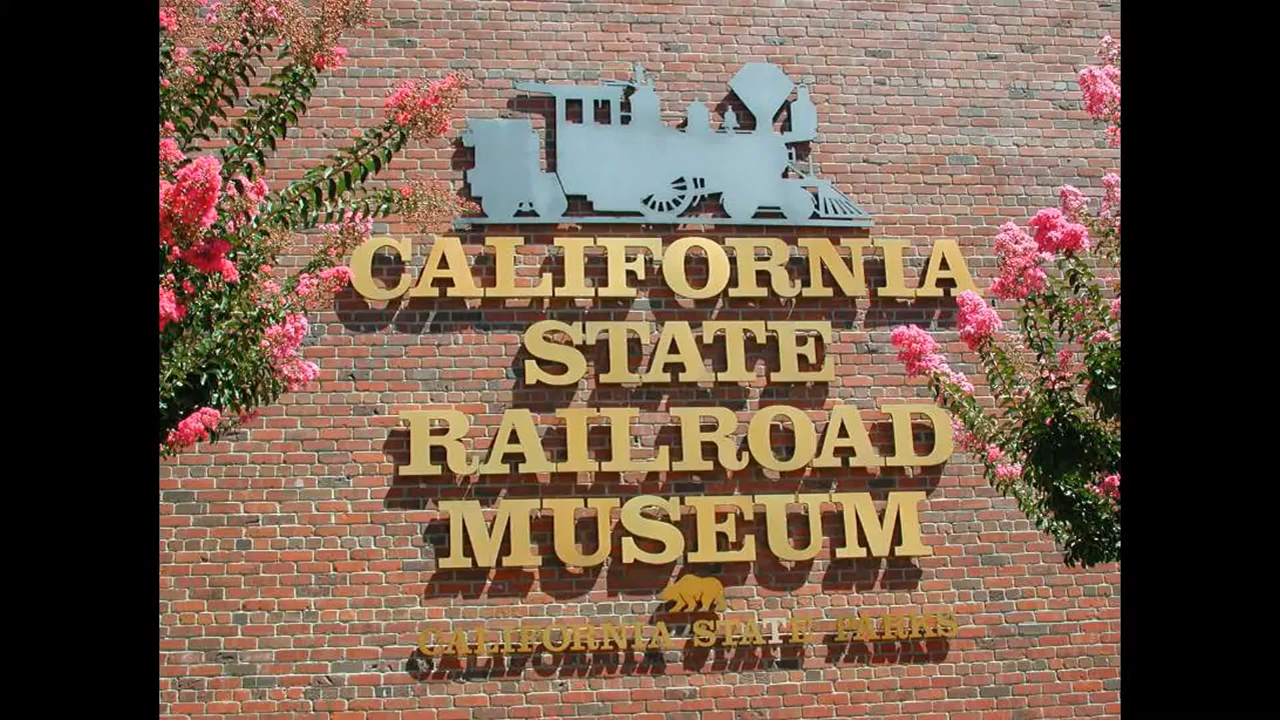 CALIFORNIA
STATE
RAILROAD
MUSEUM
CALIFORNIA STATE PARKS